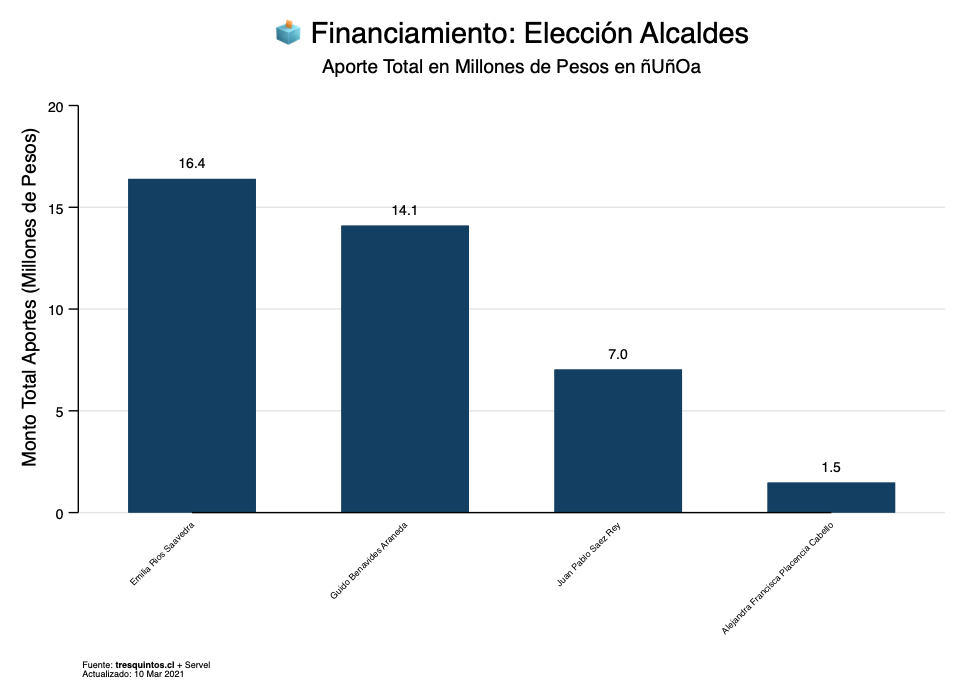 🗳️ Financiamiento: Elección Alcaldes
Aporte Total en Millones de Pesos en ñUñOa
Monto Total Aportes (Millones de Pesos)
20
15
10
5
0
16.4
14.1
7.0
1.5
Emilia Rios Saavedra
Guido Benavides Araneda
Juan Pablo Saez Rey
Alejandra Francisca Placencia Cabello
Fuente: tresquintos.cl + Servel
Actualizado: 10 Mar 2021